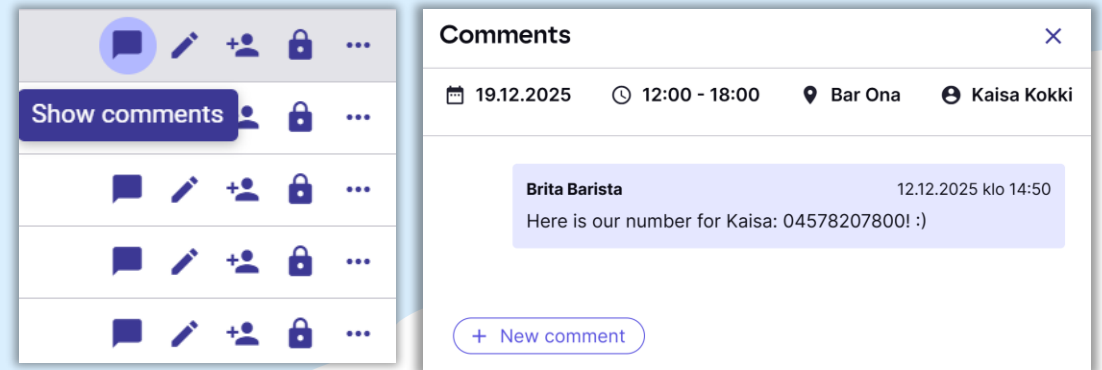 Show comments
Comments
19.12.2025 12:00 - 18:00 Bar Ona Kaisa Kokki
Brita Barista 12.12.2025 klo 14:50
Here is our number for Kaisa: 04578207800! :)
+ New comment